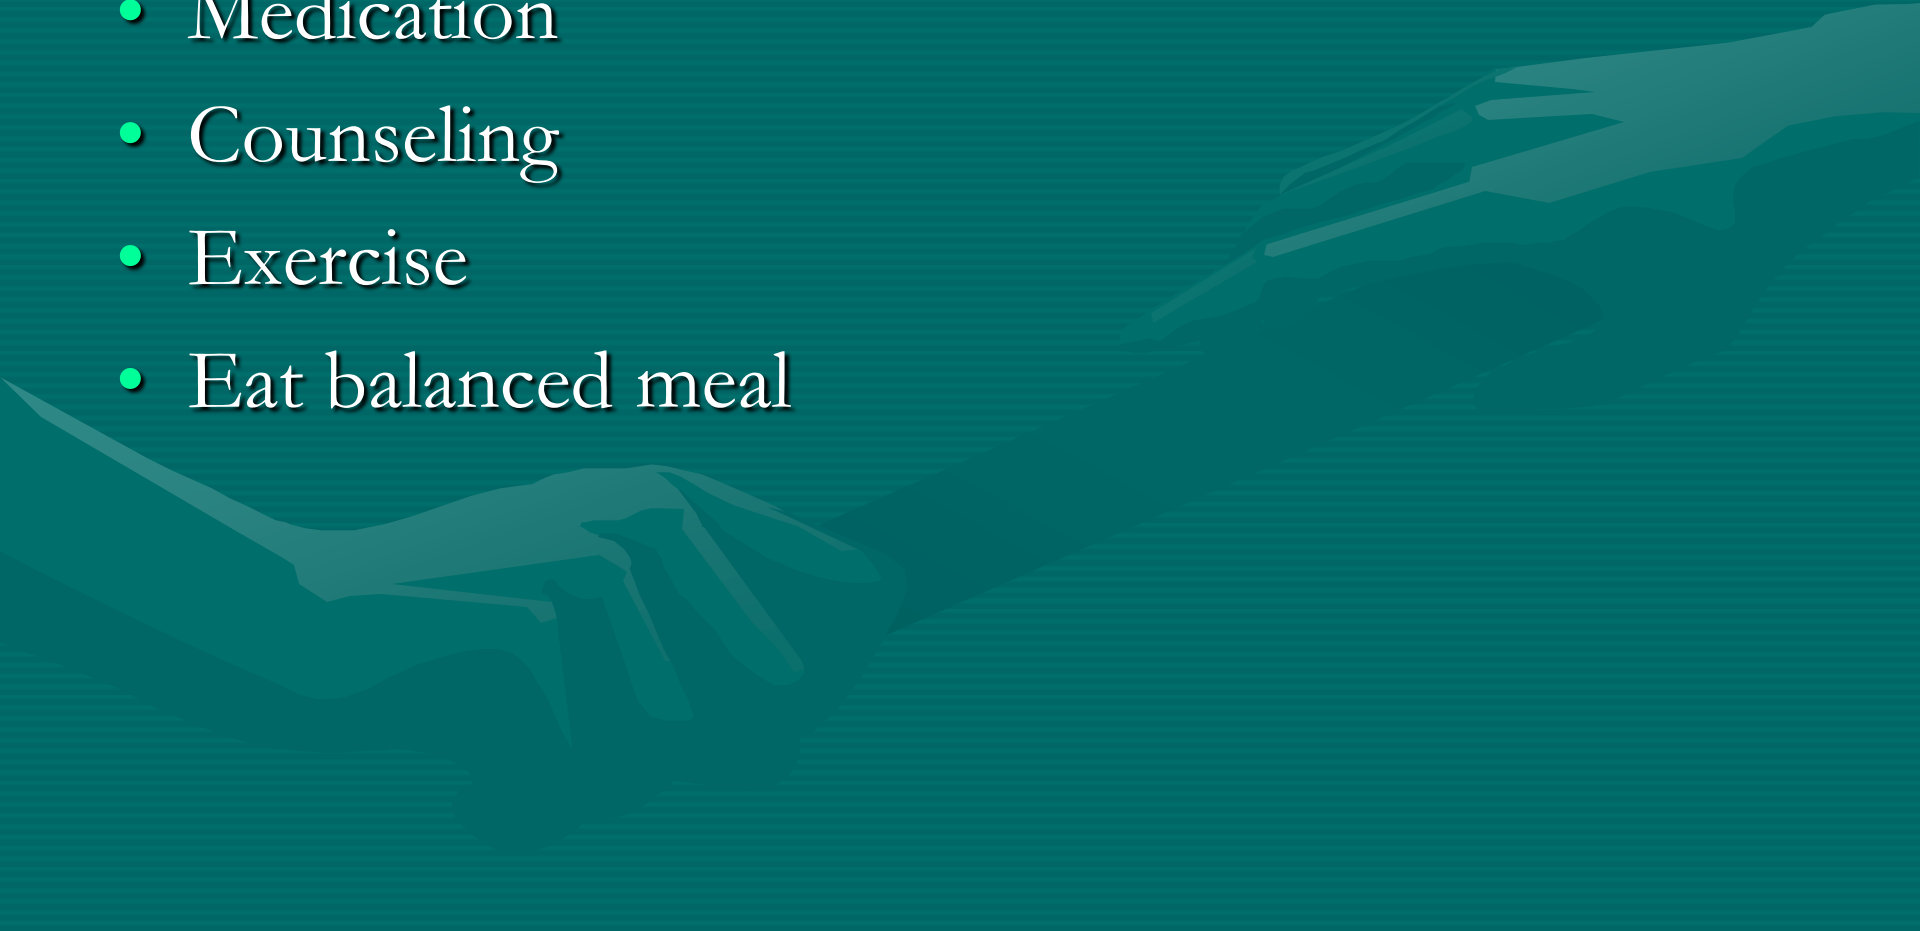 • Medication
• Counseling
• Exercise
• Eat balanced meal